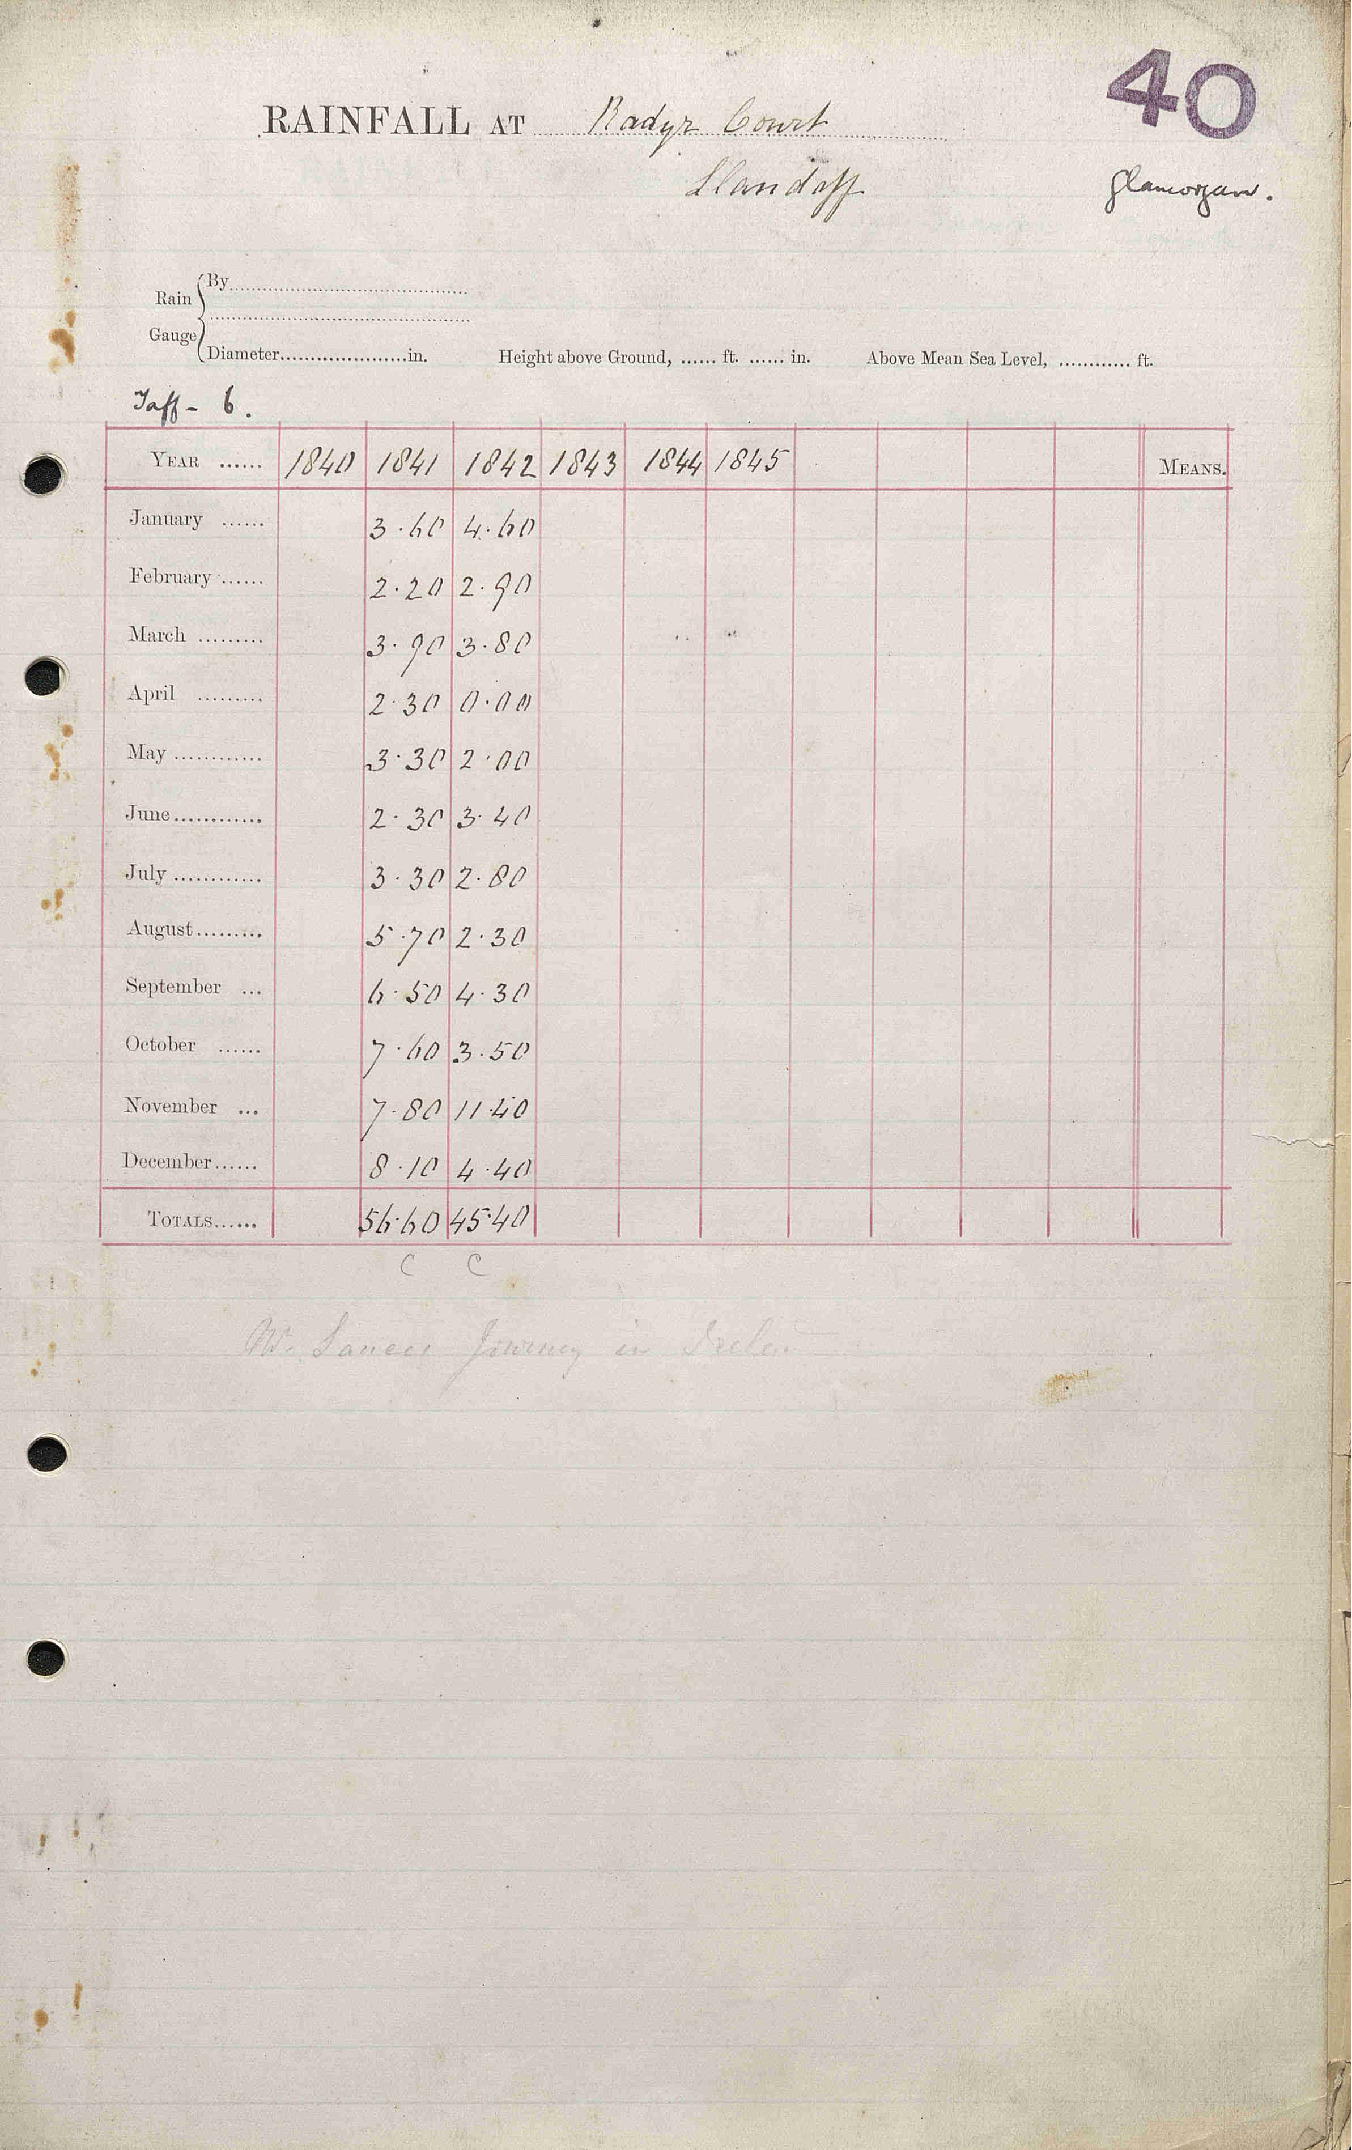 40
RAINFALL AT Radyr Court
Llandaff
Glamorgan.
Rain Gauge
By
Diameter in. Height above Ground, ft. in. Above Mean Sea Level, ft.
Taff - 6.
YEAR 1840 1841 1842 1843 1844 1845 MEANS.
January 3.60 4.60
February 2.20 2.90
March 3.90 3.80
April 2.30 0.00
May 3.30 2.00
June 2.30 3.40
July 3.30 2.80
August 5.70 2.30
September 6.50 4.30
October 7.60 3.50
November 7.80 11.40
December 8.10 4.40
TOTALS 56.60 45.40
C C
W. Journey in